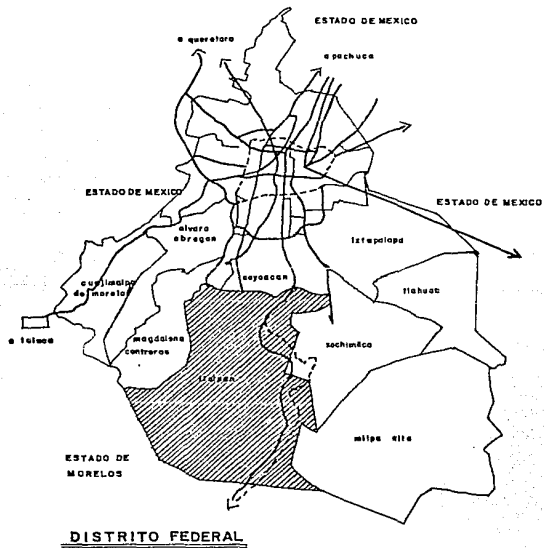 ESTADO DE MEXICO
a queretaro
a pachuca
ESTADO DE MEXICO
ESTADO DE MEXICO
alvaro
obregon
iztapalapa
coyoacan
cuajimalpa
de morelos
tlahuac
a toluca
magdalena
contreras
xochimilco
tlalpan
milpa alta
ESTADO DE
MORELOS
DISTRITO FEDERAL